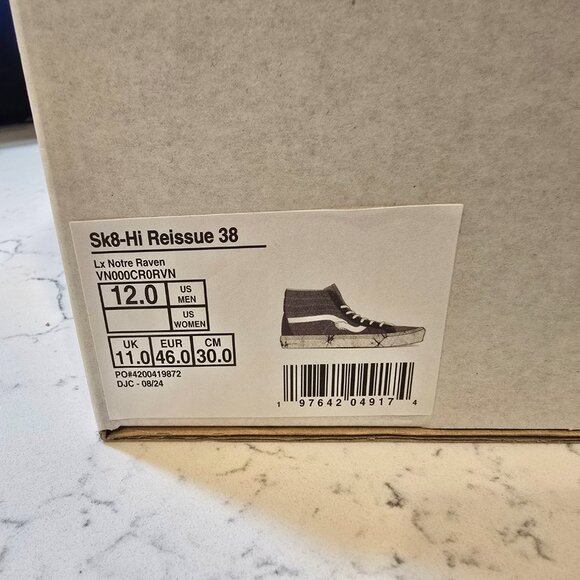 Sk8-Hi Reissue 38
Lx Notre Raven
VN000CR0RVN
12.0 US MEN
US WOMEN
UK EUR CM
11.0 46.0 30.0
PO#4200419872
DJC - 08/24
1 97642 04917 4